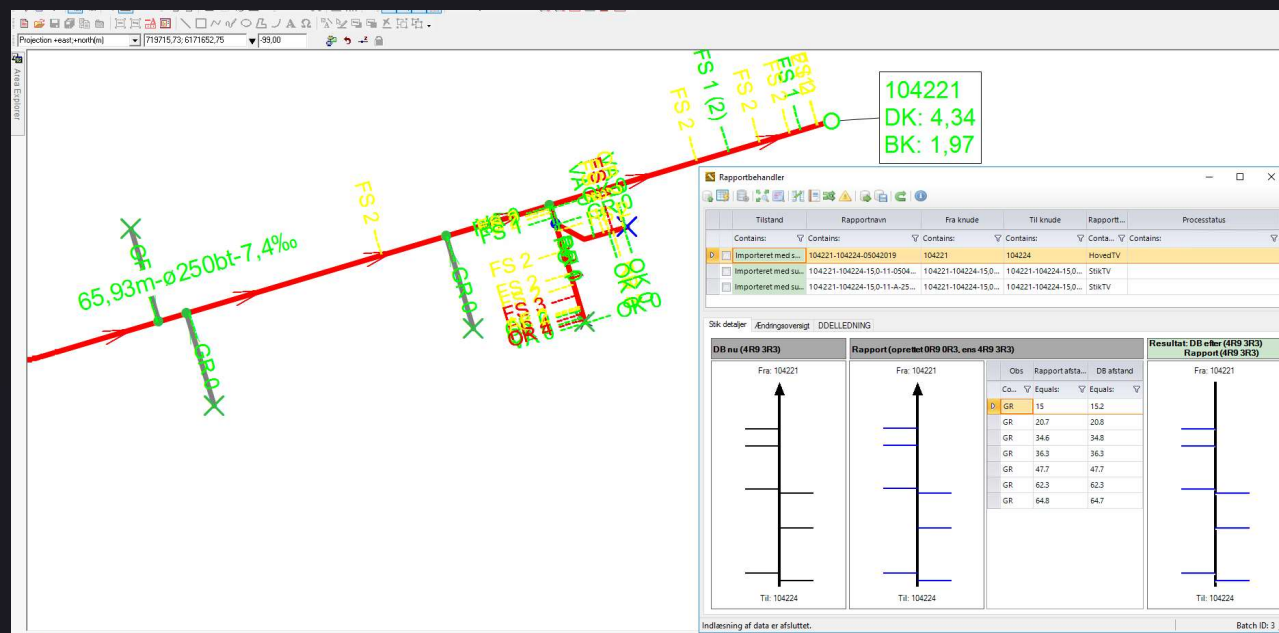 Projection +east;+north(m) 719715,73; 6171652,75 -99,00
Area Explorer
FS 1 (2)
FS 2
FS 2
FS 2
FS 1
104221
DK: 4,34
BK: 1,97
FS 2
65,93m-ø250bt-7,4‰
GR 0
GR 0
FS 2
FS 3
OK 0
Rapportbehandler
Tilstand Rapportnavn Fra knude Til knude Rapportt... Processtatus
Contains: Contains: Contains: Contains: Conta... Contains:
D Importeret med s... 104221-104224-05042019 104221 104224 HovedTV
Importeret med su... 104221-104224-15,0-11-0504... 104221-104224-15,0... 104221-104224-15,0... StikTV
Importeret med su... 104221-104224-15,0-11-A-25... 104221-104224-15,0... 104221-104224-15,0... StikTV
Stik detaljer Ændringsoversigt DDELLEDNING
DB nu (4R9 3R3)
Fra: 104221
Til: 104224
Rapport (oprettet 0R9 0R3, ens 4R9 3R3)
Fra: 104221
Til: 104224
Obs Rapport afsta... DB afstand
Co... Equals: Equals:
D GR 15 15.2
GR 20.7 20.8
GR 34.6 34.8
GR 36.3 36.3
GR 47.7 47.7
GR 62.3 62.3
GR 64.8 64.7
Resultat: DB efter (4R9 3R3)
Rapport (4R9 3R3)
Fra: 104221
Til: 104224
Indlæsning af data er afsluttet. Batch ID: 3